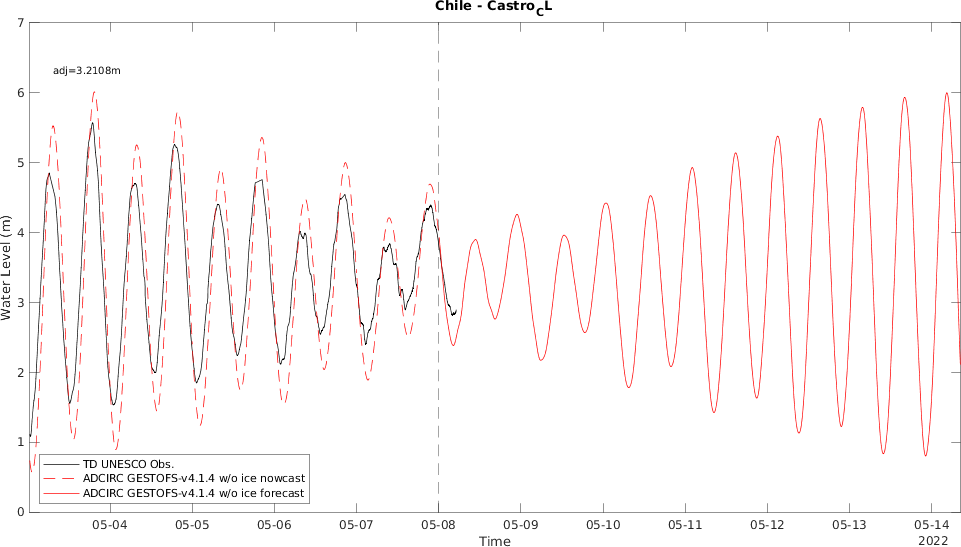 Chile - Castro_CL
7
adj=3.2108m
6
5
4
Water Level (m)
3
2
1
0
TD UNESCO Obs.
ADCIRC GESTOFS-v4.1.4 w/o ice nowcast
ADCIRC GESTOFS-v4.1.4 w/o ice forecast
05-04 05-05 05-06 05-07 05-08 05-09 05-10 05-11 05-12 05-13 05-14
Time 2022